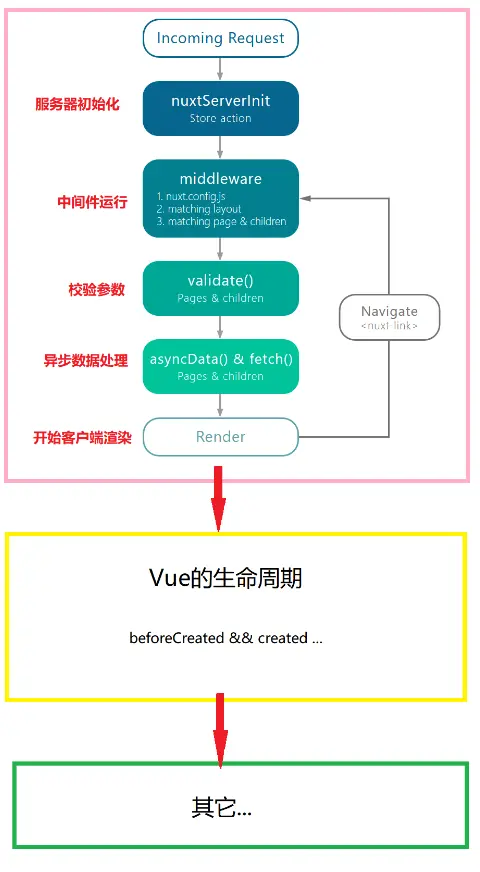 Incoming Request
服务器初始化
nuxtServerInit
Store action
中间件运行
middleware
1. nuxt.config.js
2. matching layout
3. matching page & children
校验参数
validate()
Pages & children
Navigate
<nuxt-link>
异步数据处理
asyncData() & fetch()
Pages & children
开始客户端渲染
Render
Vue的生命周期
beforeCreated && created ...
其它...